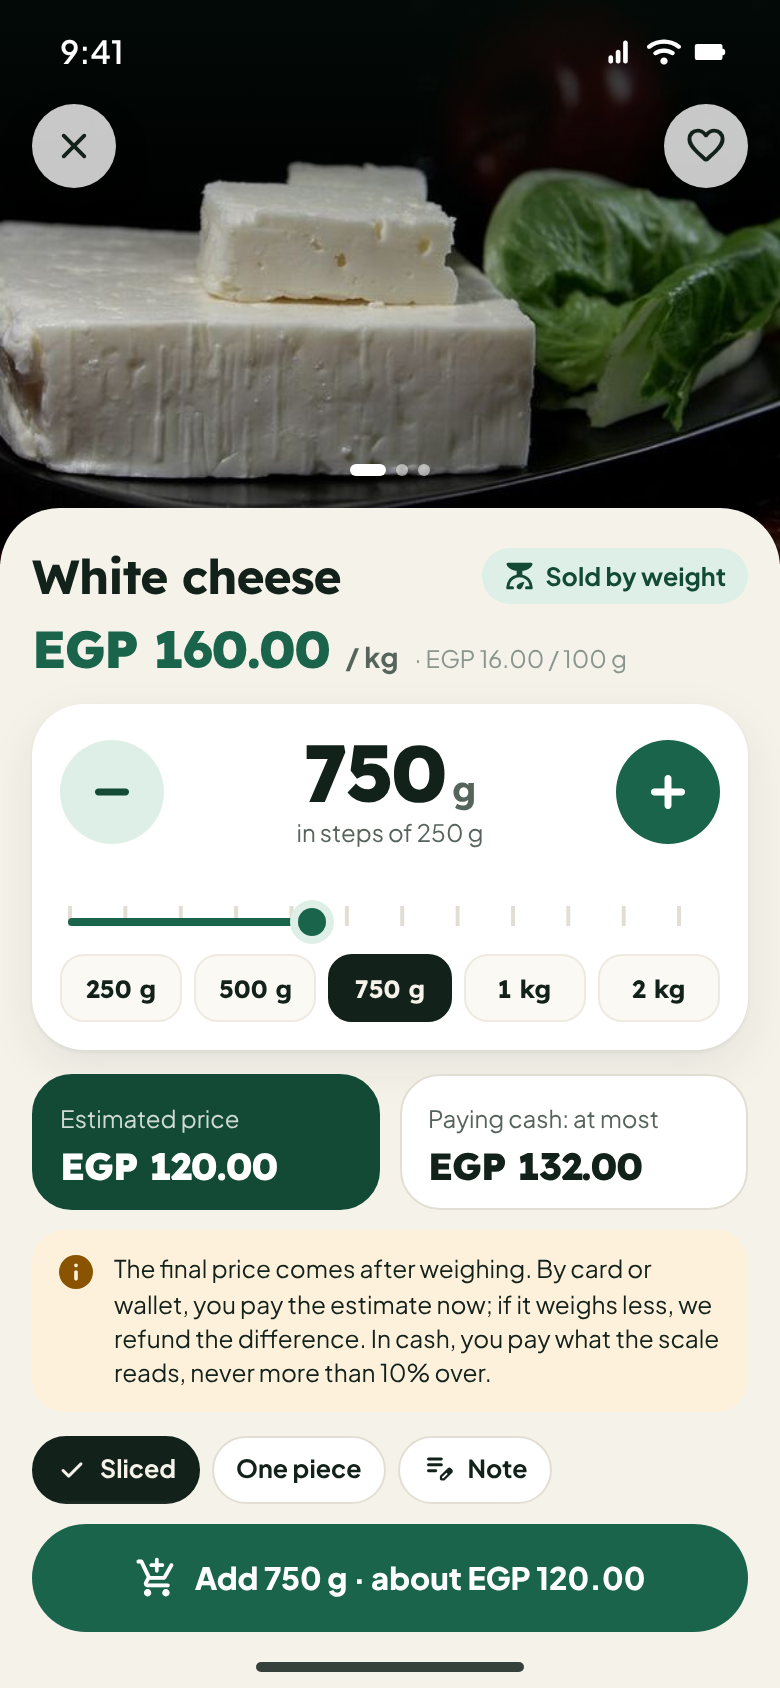 9:41
White cheese
Sold by weight
EGP 160.00 / kg · EGP 16.00 / 100 g
750 g
in steps of 250 g
250 g
500 g
750 g
1 kg
2 kg
Estimated price
EGP 120.00
Paying cash: at most
EGP 132.00
The final price comes after weighing. By card or
wallet, you pay the estimate now; if it weighs less, we
refund the difference. In cash, you pay what the scale
reads, never more than 10% over.
Sliced
One piece
Note
Add 750 g · about EGP 120.00